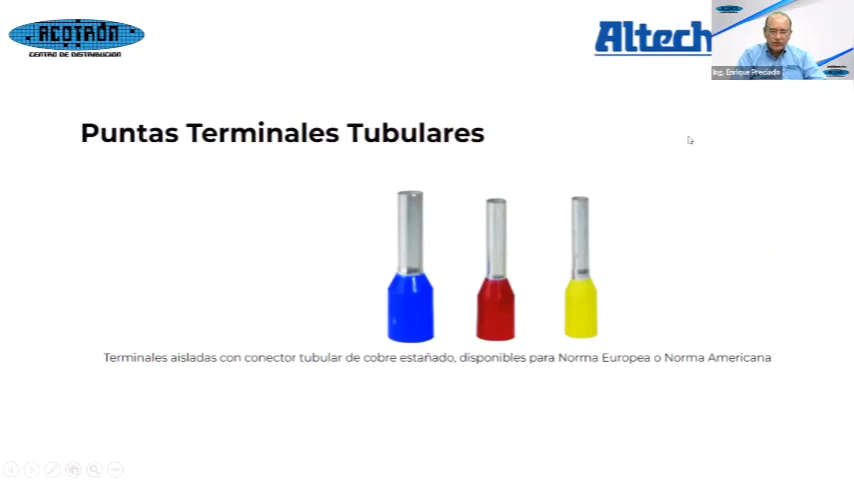 ACOTRÓN
CENTRO DE DISTRIBUCIÓN
Altech
Ing. Enrique Preciado
Puntas Terminales Tubulares
Terminales aisladas con conector tubular de cobre estañado, disponibles para Norma Europea o Norma Americana